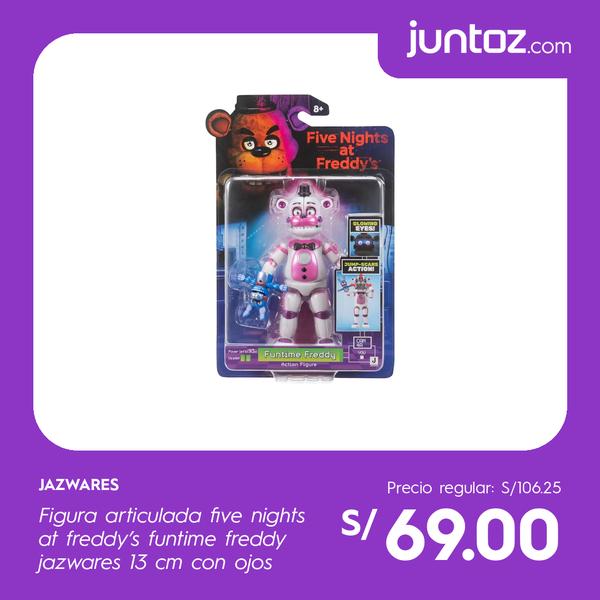 juntoz.com
8+
Five Nights
at
Freddy's
GLOWING
EYES!
JUMP-SCARE
ACTION!
Funtime Freddy
Action Figure
JAZWARES
Figura articulada five nights
at freddy's funtime freddy
jazwares 13 cm con ojos
Precio regular: S/106.25
S/ 69.00